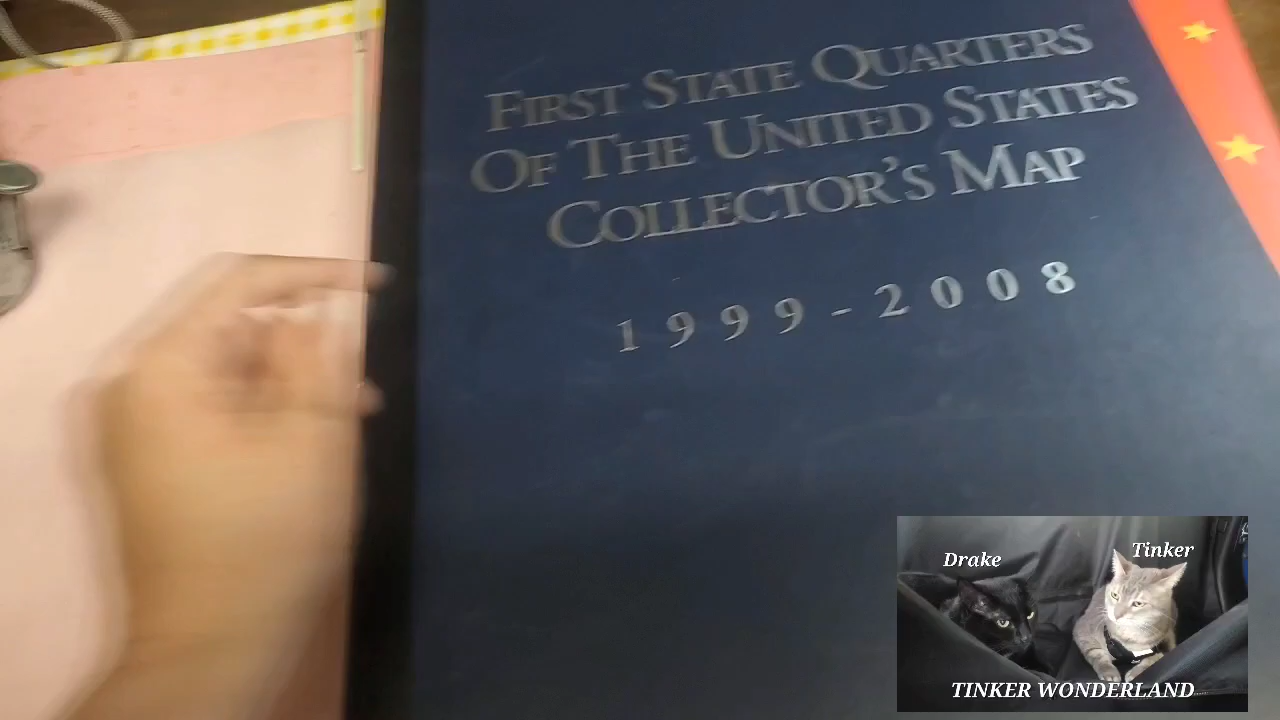 FIRST STATE QUARTERS
OF THE UNITED STATES
COLLECTOR'S MAP
1999-2008
Drake
Tinker
TINKER WONDERLAND